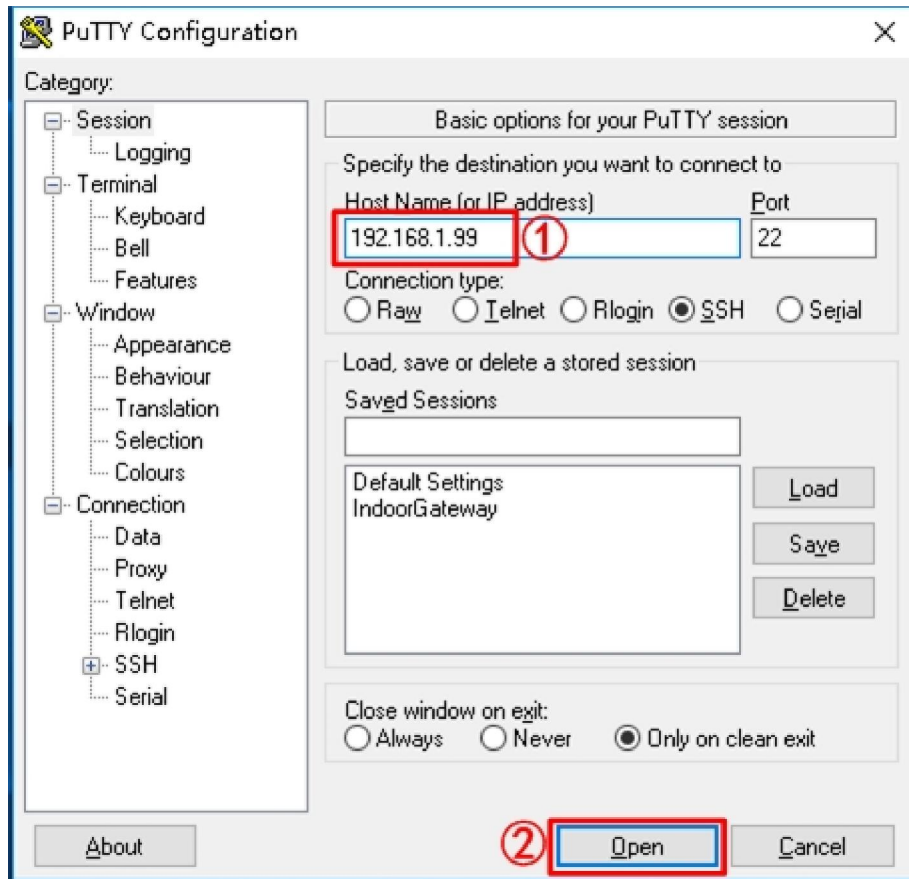 PuTTY Configuration
Category:
Session
Logging
Terminal
Keyboard
Bell
Features
Window
Appearance
Behaviour
Translation
Selection
Colours
Connection
Data
Proxy
Telnet
Rlogin
SSH
Serial
Basic options for your PuTTY session
Specify the destination you want to connect to
Host Name (or IP address) Port
192.168.1.99 ① 22
Connection type:
Raw Telnet Rlogin SSH Serial
Load, save or delete a stored session
Saved Sessions
Default Settings
IndoorGateway
Load
Save
Delete
Close window on exit:
Always Never Only on clean exit
About ② Open Cancel